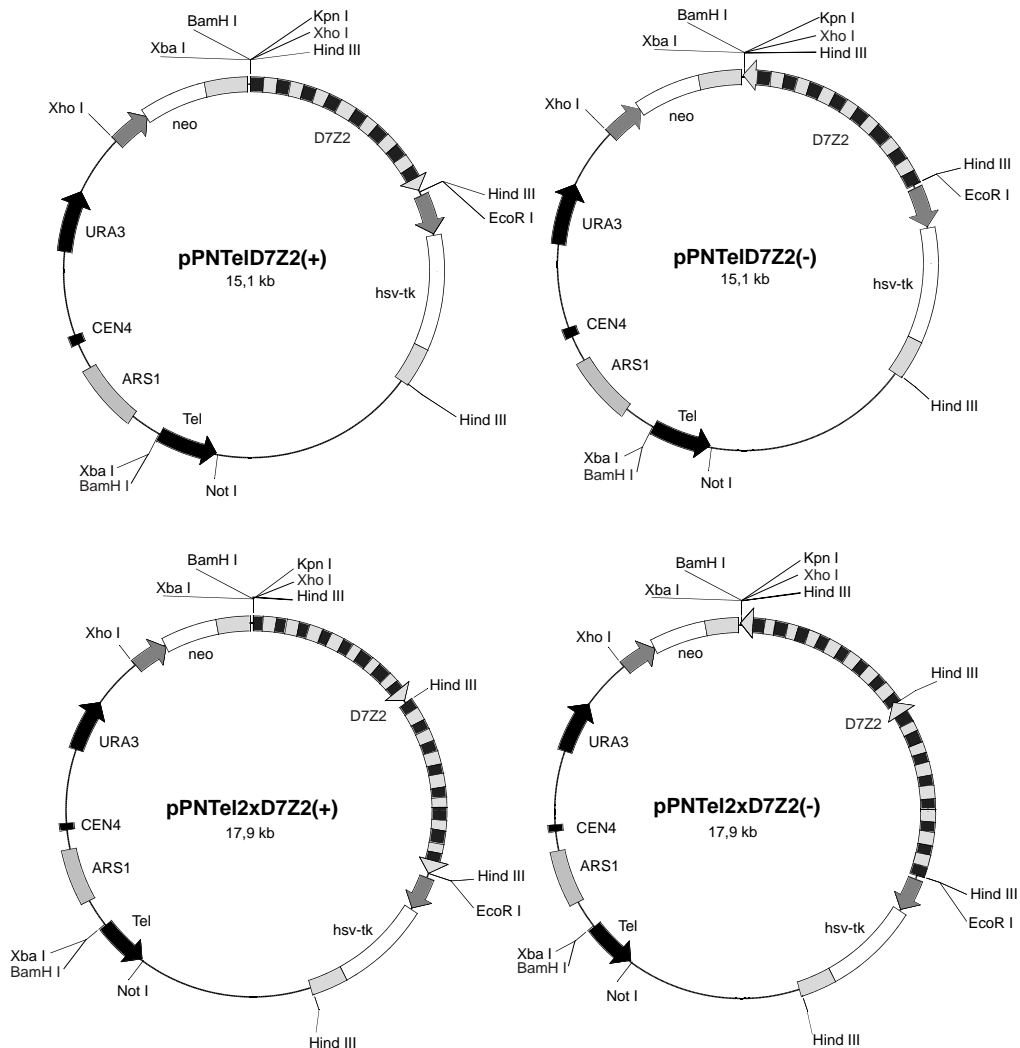 BamH I
Kpn I
Xho I
Xba I
Hind III
Xho I
neo
D7Z2
Hind III
EcoR I
URA3
pPNTelD7Z2(+)
15,1 kb
hsv-tk
CEN4
ARS1
Tel
Hind III
Xba I
BamH I
Not I
BamH I
Kpn I
Xho I
Xba I
Hind III
Xho I
neo
D7Z2
Hind III
EcoR I
URA3
pPNTelD7Z2(-)
15,1 kb
hsv-tk
CEN4
ARS1
Tel
Hind III
Xba I
BamH I
Not I
BamH I
Kpn I
Xho I
Xba I
Hind III
Xho I
neo
Hind III
D7Z2
URA3
pPNTel2xD7Z2(+)
17,9 kb
CEN4
ARS1
Hind III
EcoR I
Tel
hsv-tk
Xba I
BamH I
Not I
Hind III
BamH I
Kpn I
Xho I
Xba I
Hind III
Xho I
neo
Hind III
D7Z2
URA3
pPNTel2xD7Z2(-)
17,9 kb
CEN4
ARS1
Hind III
EcoR I
Tel
hsv-tk
Xba I
BamH I
Not I
Hind III